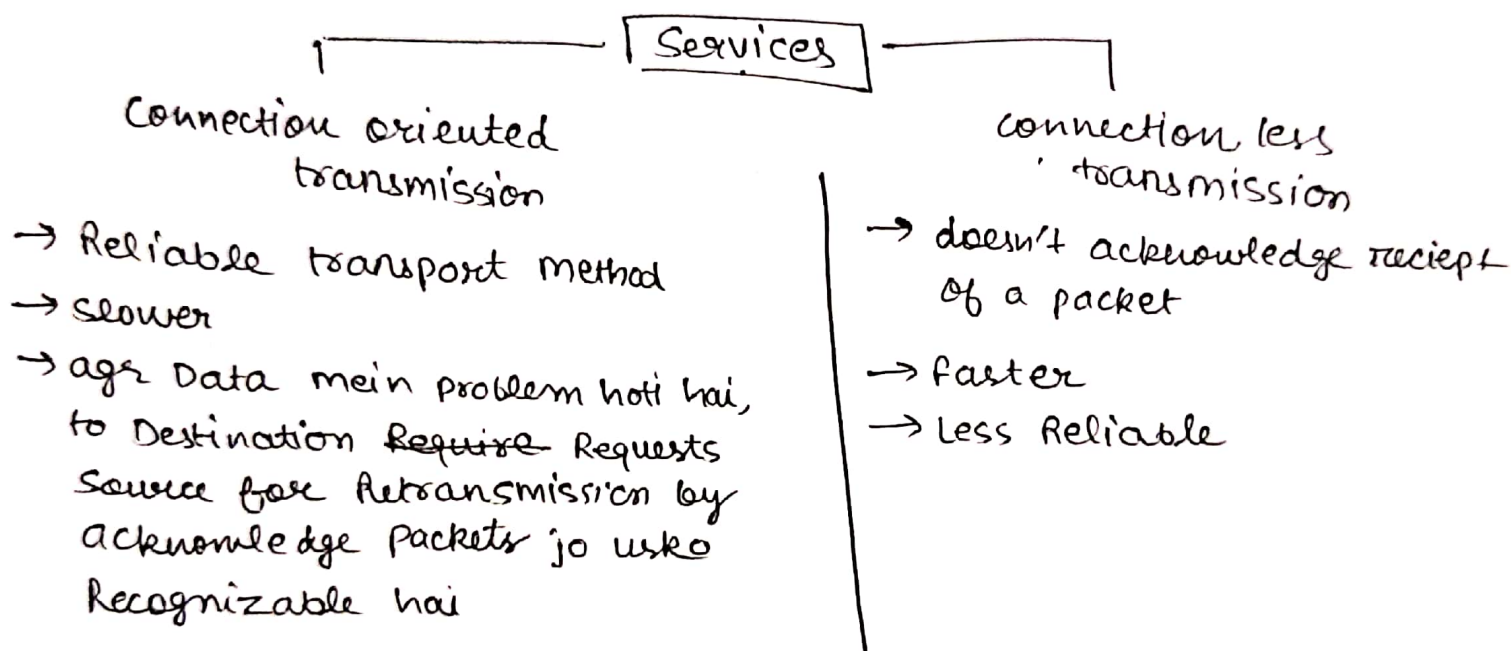 Services
Connection oriented
transmission
→ Reliable transport method
→ slower
→ agr Data mein problem hoti hai,
to Destination ~~Require~~ Requests
Source for Retransmission by
acknowledge packets jo usko
Recognizable hai
connection less
transmission
→ doesn't acknowledge reciept
of a packet
→ faster
→ Less Reliable